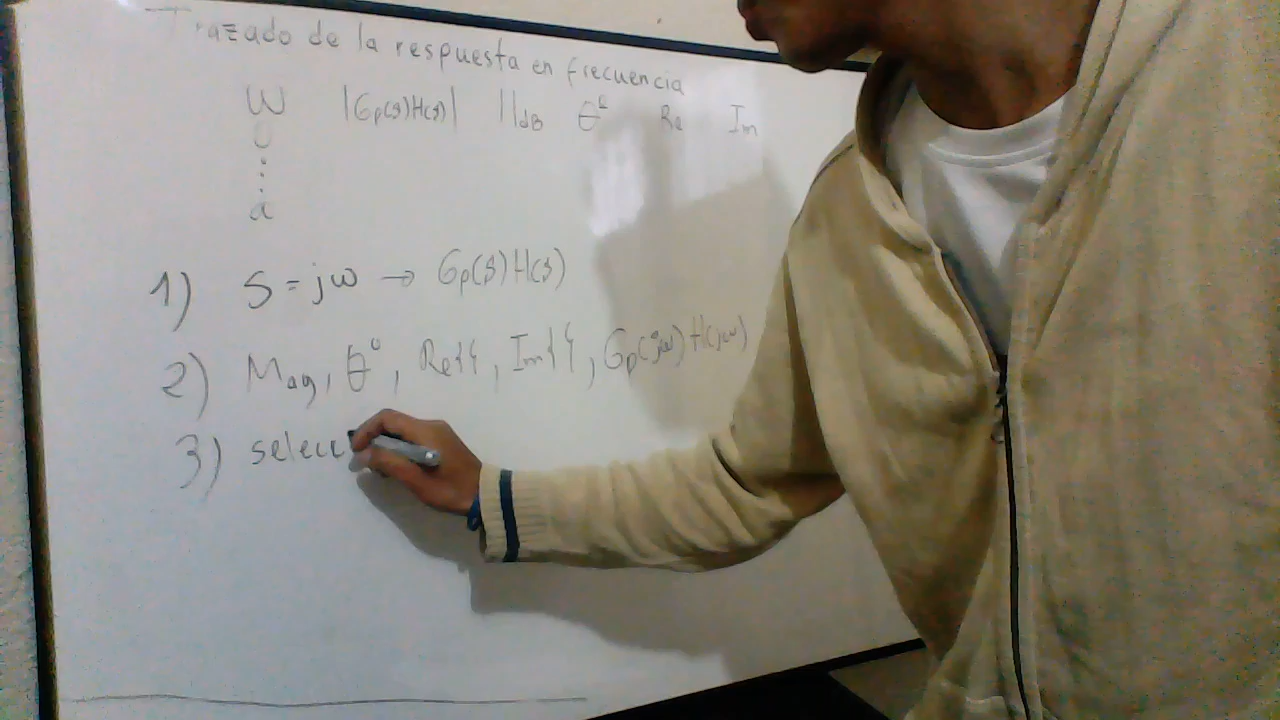 Trazado de la respuesta en frecuencia
W |Gp(s)H(s)| ||dB θ° Re Im
0
⋮
a
1) S = jω → Gp(s)H(s)
2) Mag, θ°, Re{{, Im{{, Gp(jω)H(jω)
3) selecc